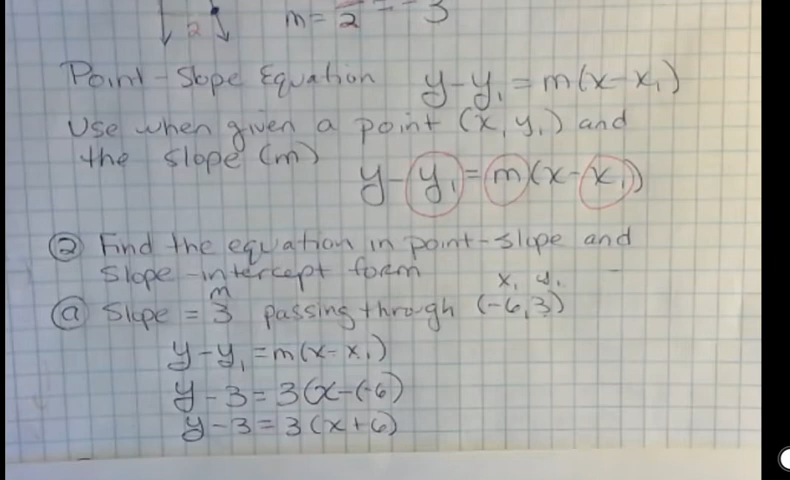 2 m = 2 = 3
Point-Slope Equation y-y₁ = m(x-x₁)
Use when given a point (x, y₁) and
the slope (m)
y-y₁ = m(x-x₁)
② Find the equation in point-slope and
slope-intercept form
x₁ y₁
m
ⓐ Slope = 3 passing through (-6,3)
y-y₁ = m(x-x₁)
y-3 = 3(x-(-6)
y-3 = 3(x+6)